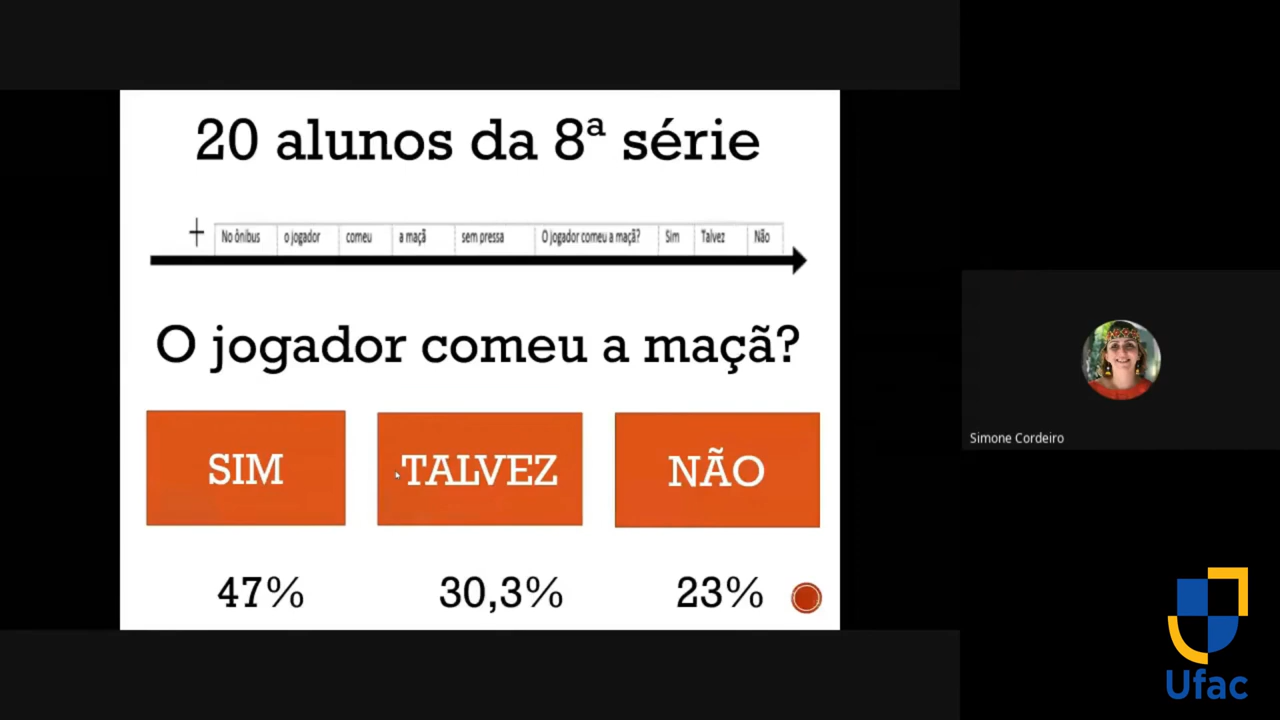 20 alunos da 8ª série
+ No ônibus o jogador comeu a maçã sem pressa O jogador comeu a maçã? Sim Talvez Não
O jogador comeu a maçã?
SIM TALVEZ NÃO
47% 30,3% 23%
Simone Cordeiro
Ufac